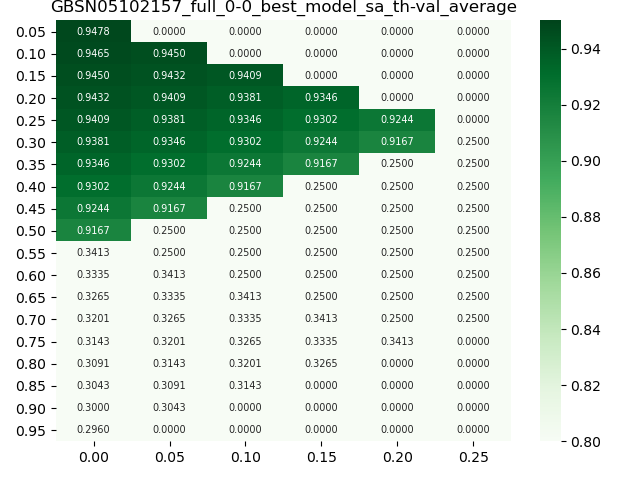 GBSN05102157_full_0-0_best_model_sa_th-val_average
0.05 0.9478 0.0000 0.0000 0.0000 0.0000 0.0000
0.10 0.9465 0.9450 0.0000 0.0000 0.0000 0.0000
0.15 0.9450 0.9432 0.9409 0.0000 0.0000 0.0000
0.20 0.9432 0.9409 0.9381 0.9346 0.0000 0.0000
0.25 0.9409 0.9381 0.9346 0.9302 0.9244 0.0000
0.30 0.9381 0.9346 0.9302 0.9244 0.9167 0.2500
0.35 0.9346 0.9302 0.9244 0.9167 0.2500 0.2500
0.40 0.9302 0.9244 0.9167 0.2500 0.2500 0.2500
0.45 0.9244 0.9167 0.2500 0.2500 0.2500 0.2500
0.50 0.9167 0.2500 0.2500 0.2500 0.2500 0.2500
0.55 0.3413 0.2500 0.2500 0.2500 0.2500 0.2500
0.60 0.3335 0.3413 0.2500 0.2500 0.2500 0.2500
0.65 0.3265 0.3335 0.3413 0.2500 0.2500 0.2500
0.70 0.3201 0.3265 0.3335 0.3413 0.2500 0.2500
0.75 0.3143 0.3201 0.3265 0.3335 0.3413 0.0000
0.80 0.3091 0.3143 0.3201 0.3265 0.0000 0.0000
0.85 0.3043 0.3091 0.3143 0.0000 0.0000 0.0000
0.90 0.3000 0.3043 0.0000 0.0000 0.0000 0.0000
0.95 0.2960 0.0000 0.0000 0.0000 0.0000 0.0000
0.00 0.05 0.10 0.15 0.20 0.25
0.94
0.92
0.90
0.88
0.86
0.84
0.82
0.80